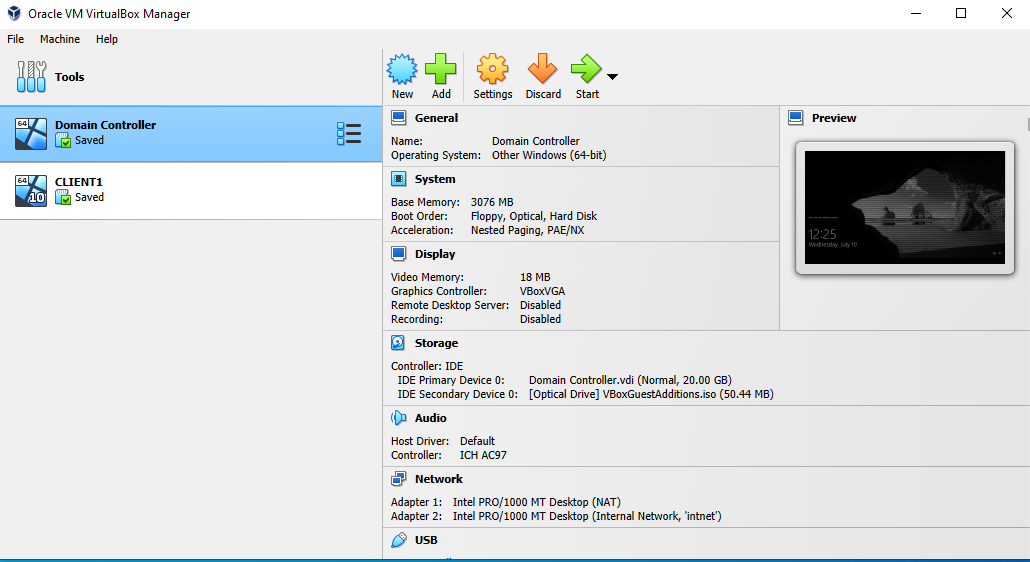 Oracle VM VirtualBox Manager
File Machine Help
Tools
New Add Settings Discard Start
64 Domain Controller
Saved
64 10 CLIENT1
Saved
General
Name: Domain Controller
Operating System: Other Windows (64-bit)
System
Base Memory: 3076 MB
Boot Order: Floppy, Optical, Hard Disk
Acceleration: Nested Paging, PAE/NX
Display
Video Memory: 18 MB
Graphics Controller: VBoxVGA
Remote Desktop Server: Disabled
Recording: Disabled
Preview
12:25
Wednesday, July 10
Storage
Controller: IDE
IDE Primary Device 0: Domain Controller.vdi (Normal, 20.00 GB)
IDE Secondary Device 0: [Optical Drive] VBoxGuestAdditions.iso (50.44 MB)
Audio
Host Driver: Default
Controller: ICH AC97
Network
Adapter 1: Intel PRO/1000 MT Desktop (NAT)
Adapter 2: Intel PRO/1000 MT Desktop (Internal Network, 'intnet')
USB